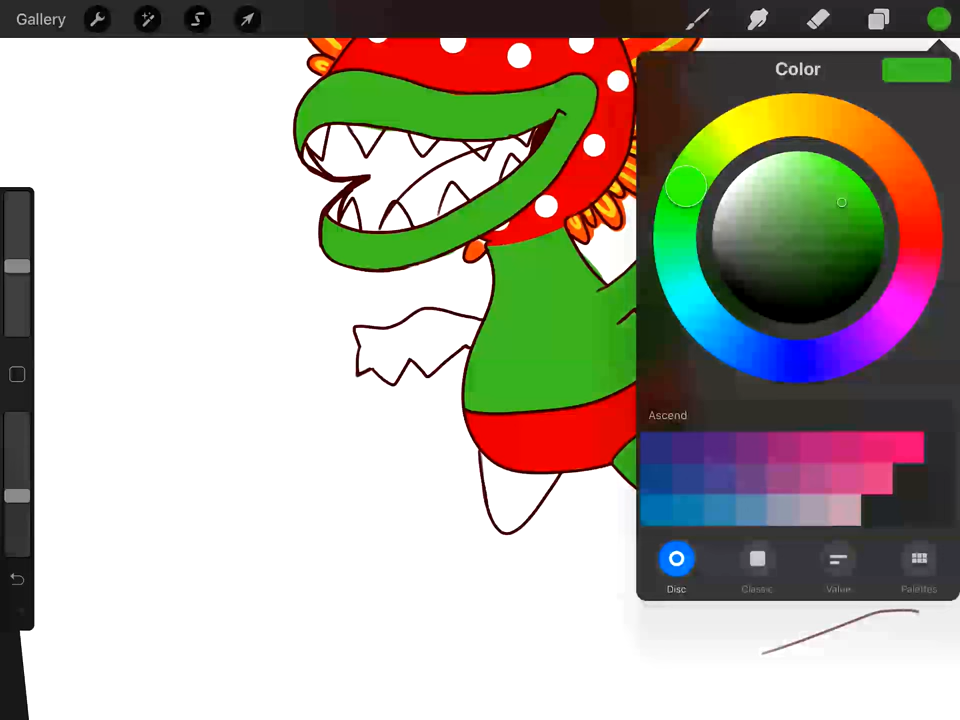 Gallery
Color
Ascend
Disc
Classic
Value
Palettes